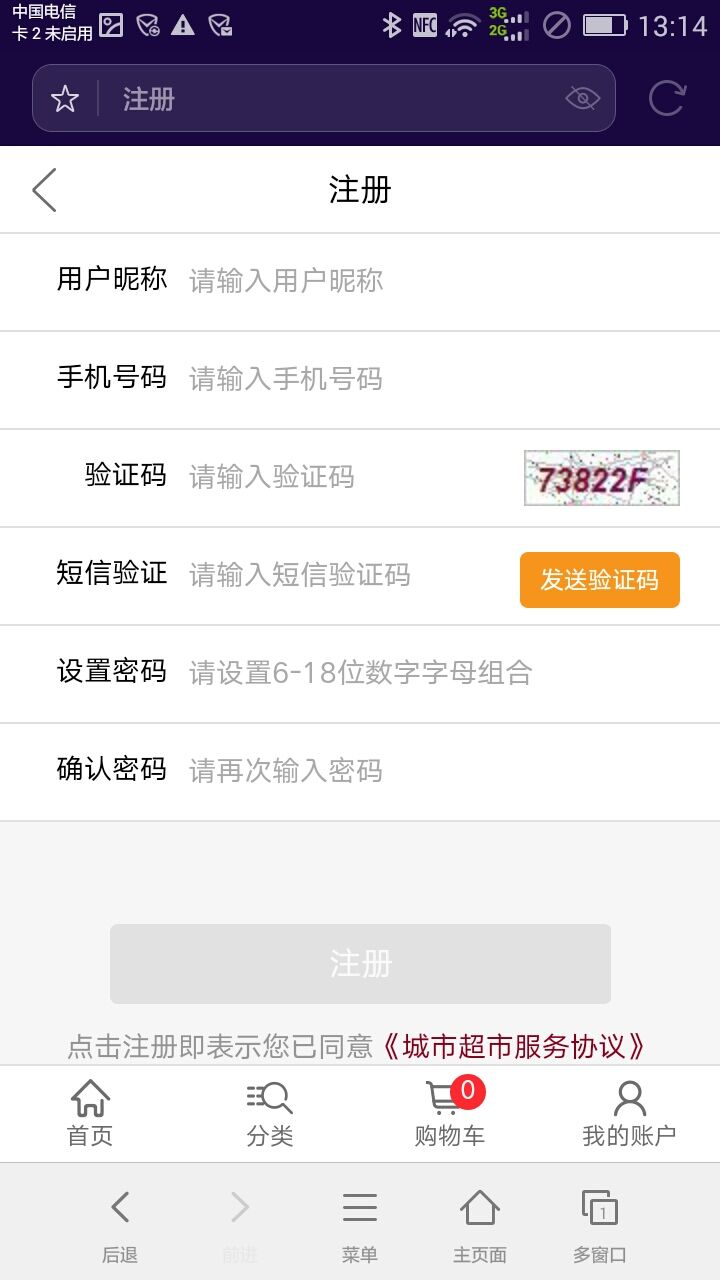 中国电信
卡 2 未启用
NFC
3G
2G
13:14
注册
注册
用户昵称 请输入用户昵称
手机号码 请输入手机号码
验证码 请输入验证码 73822F
短信验证 请输入短信验证码 发送验证码
设置密码 请设置6-18位数字字母组合
确认密码 请再次输入密码
注册
点击注册即表示您已同意《城市超市服务协议》
0
首页 分类 购物车 我的账户
1
后退 前进 菜单 主页面 多窗口